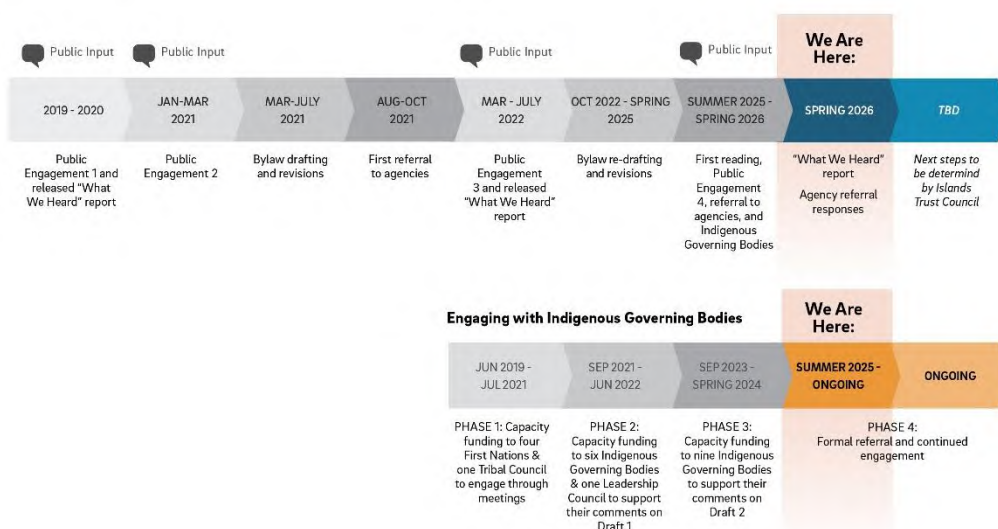 Public Input
Public Input
Public Input
Public Input
We Are
Here:
2019 - 2020
JAN-MAR
2021
MAR-JULY
2021
AUG-OCT
2021
MAR - JULY
2022
OCT 2022 - SPRING
2025
SUMMER 2025 -
SPRING 2026
SPRING 2026
TBD
Public
Engagement 1 and
released “What
We Heard” report
Public
Engagement 2
Bylaw drafting
and revisions
First referral
to agencies
Public
Engagement
3 and released
“What We Heard”
report
Bylaw re-drafting
and revisions
First reading,
Public
Engagement
4, referral to
agencies, and
Indigenous
Governing Bodies
“What We Heard”
report
Agency referral
responses
Next steps to
be determind
by Islands
Trust Council
Engaging with Indigenous Governing Bodies
We Are
Here:
JUN 2019 -
JUL 2021
SEP 2021 -
JUN 2022
SEP 2023 -
SPRING 2024
SUMMER 2025 -
ONGOING
ONGOING
PHASE 1: Capacity
funding to four
First Nations &
one Tribal Council
to engage through
meetings
PHASE 2:
Capacity funding
to six Indigenous
Governing Bodies
& one Leadership
Council to support
their comments on
Draft 1
PHASE 3:
Capacity funding
to nine Indigenous
Governing Bodies
to support their
comments on
Draft 2
PHASE 4:
Formal referral and continued
engagement